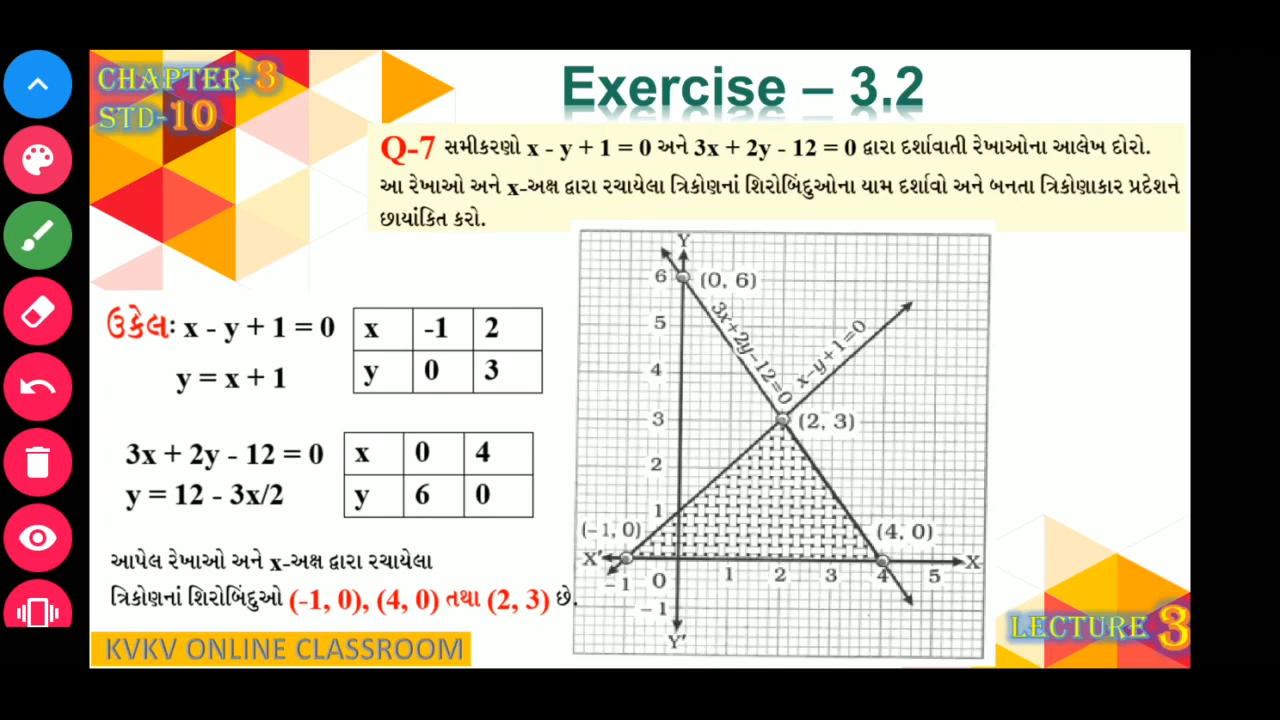 CHAPTER-3
STD-10
Exercise – 3.2
Q-7 સમીકરણો x - y + 1 = 0 અને 3x + 2y - 12 = 0 દ્વારા દર્શાવાતી રેખાઓના આલેખ દોરો.
આ રેખાઓ અને x-અક્ષ દ્વારા રચાયેલા ત્રિકોણનાં શિરોબિંદુઓના યામ દર્શાવો અને બનતા ત્રિકોણાકાર પ્રદેશને
છાયાંકિત કરો.
ઉકેલઃ x - y + 1 = 0
y = x + 1
x -1 2
y 0 3
3x + 2y - 12 = 0
y = 12 - 3x/2
x 0 4
y 6 0
આપેલ રેખાઓ અને x-અક્ષ દ્વારા રચાયેલા
ત્રિકોણનાં શિરોબિંદુઓ (-1, 0), (4, 0) તથા (2, 3) છે.
Y
6 (0, 6)
5
3x+2y–12=0
x–y+1=0
4
3 (2, 3)
2
1
(–1, 0) (4, 0)
X′ X
–1 0 1 2 3 4 5
–1
Y′
KVKV ONLINE CLASSROOM
LECTURE 3